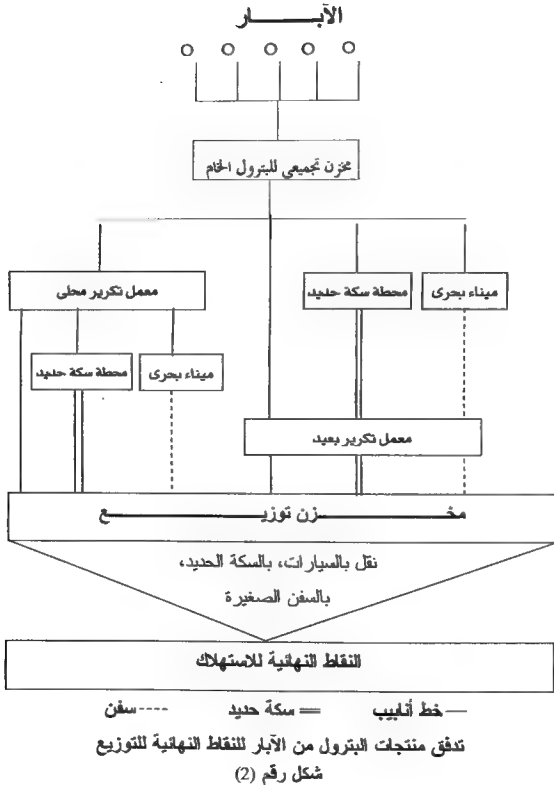 الآبـــــــار
مخزن تجميعي للبترول الخام
معمل تكرير محلى
محطة سكة حديد
ميناء بحرى
محطة سكة حديد
ميناء بحرى
معمل تكرير بعيد
مخـــــــزن توزيـــــــــع
نقل بالسيارات، بالسكة الحديد،
بالسفن الصغيرة
النقاط النهائية للاستهلاك
— خط أنابيب ═ سكة حديد ---- سفن
تدفق منتجات البترول من الآبار للنقاط النهائية للتوزيع
شكل رقم (2)